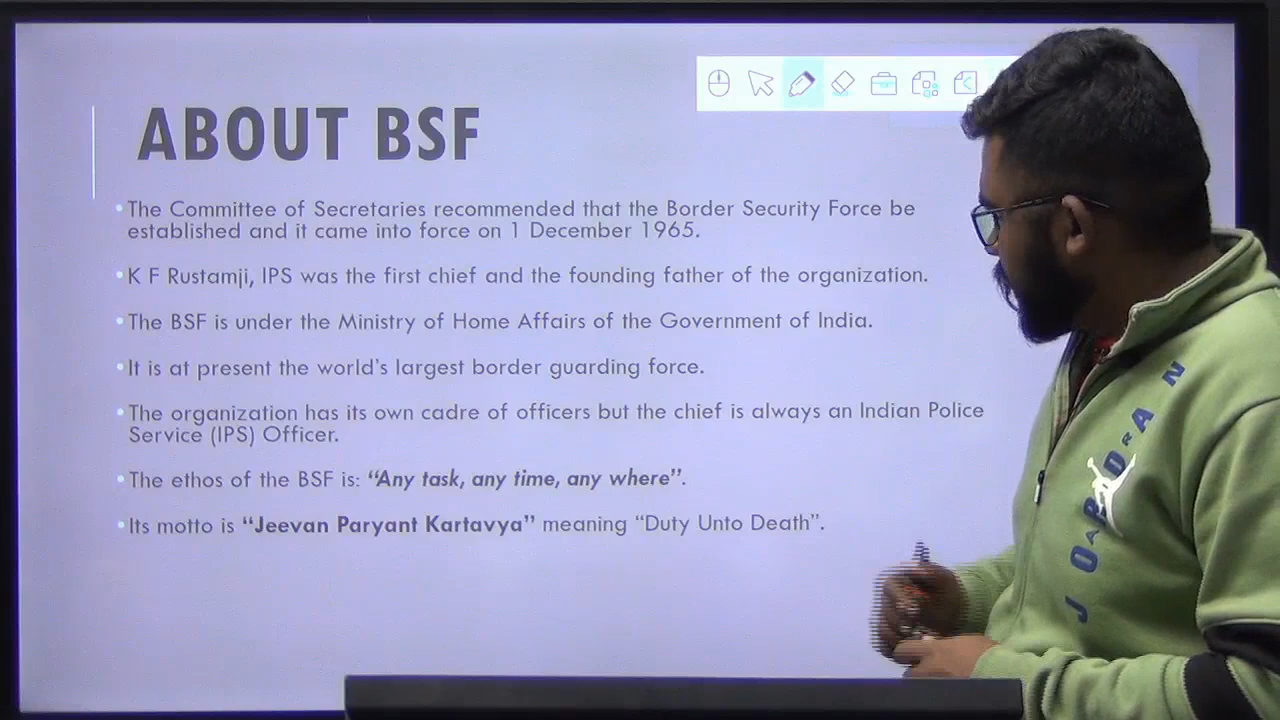 ABOUT BSF
• The Committee of Secretaries recommended that the Border Security Force be
established and it came into force on 1 December 1965.
• K F Rustamji, IPS was the first chief and the founding father of the organization.
• The BSF is under the Ministry of Home Affairs of the Government of India.
• It is at present the world's largest border guarding force.
• The organization has its own cadre of officers but the chief is always an Indian Police
Service (IPS) Officer.
• The ethos of the BSF is: “Any task, any time, any where”.
• Its motto is “Jeevan Paryant Kartavya” meaning “Duty Unto Death”.
JORDAN